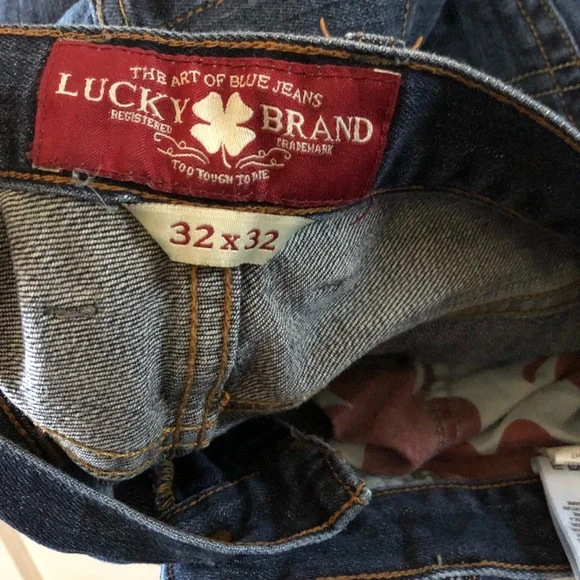 THE ART OF BLUE JEANS
LUCKY BRAND
REGISTERED TRADEMARK
TOO TOUGH TO DIE
32 x 32